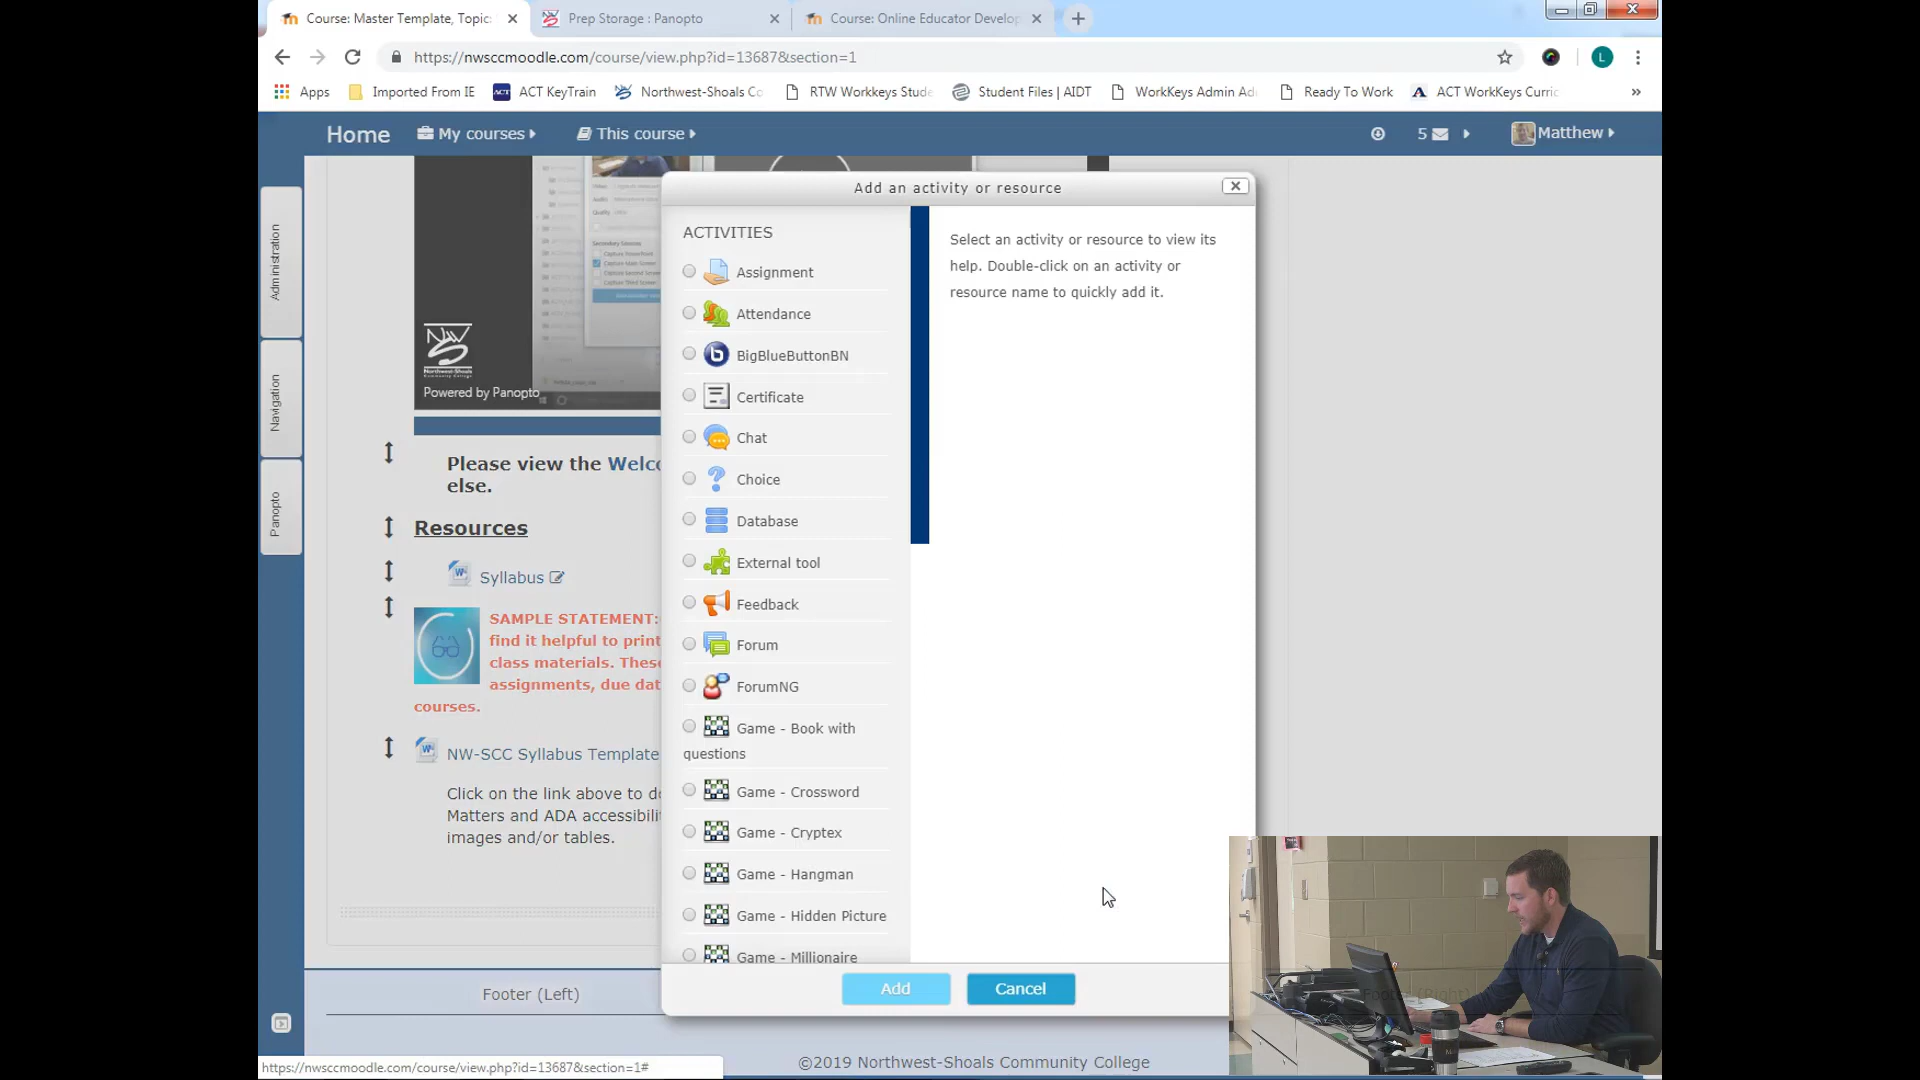 Course: Master Template, Topic:
Prep Storage : Panopto
Course: Online Educator Develop
https://nwsccmoodle.com/course/view.php?id=13687&section=1
L
Apps
Imported From IE
ACT KeyTrain
Northwest-Shoals Co
RTW Workkeys Stude
Student Files | AIDT
WorkKeys Admin Ad
Ready To Work
ACT WorkKeys Curric
»
Home
My courses
This course
5
Matthew
Administration
Navigation
Panopto
Add an activity or resource
ACTIVITIES
Assignment
Attendance
BigBlueButtonBN
Certificate
Chat
Choice
Database
External tool
Feedback
Forum
ForumNG
Game - Book with
questions
Game - Crossword
Game - Cryptex
Game - Hangman
Game - Hidden Picture
Game - Millionaire
Select an activity or resource to view its
help. Double-click on an activity or
resource name to quickly add it.
Add
Cancel
Northwest-Shoals
Community College
Powered by Panopto
Please view the Welco
else.
Resources
Syllabus
SAMPLE STATEMENT:
find it helpful to print
class materials. These
assignments, due dat
courses.
NW-SCC Syllabus Template
Click on the link above to do
Matters and ADA accessibili
images and/or tables.
Footer (Left)
Footer (Right)
©2019 Northwest-Shoals Community College
https://nwsccmoodle.com/course/view.php?id=13687&section=1#